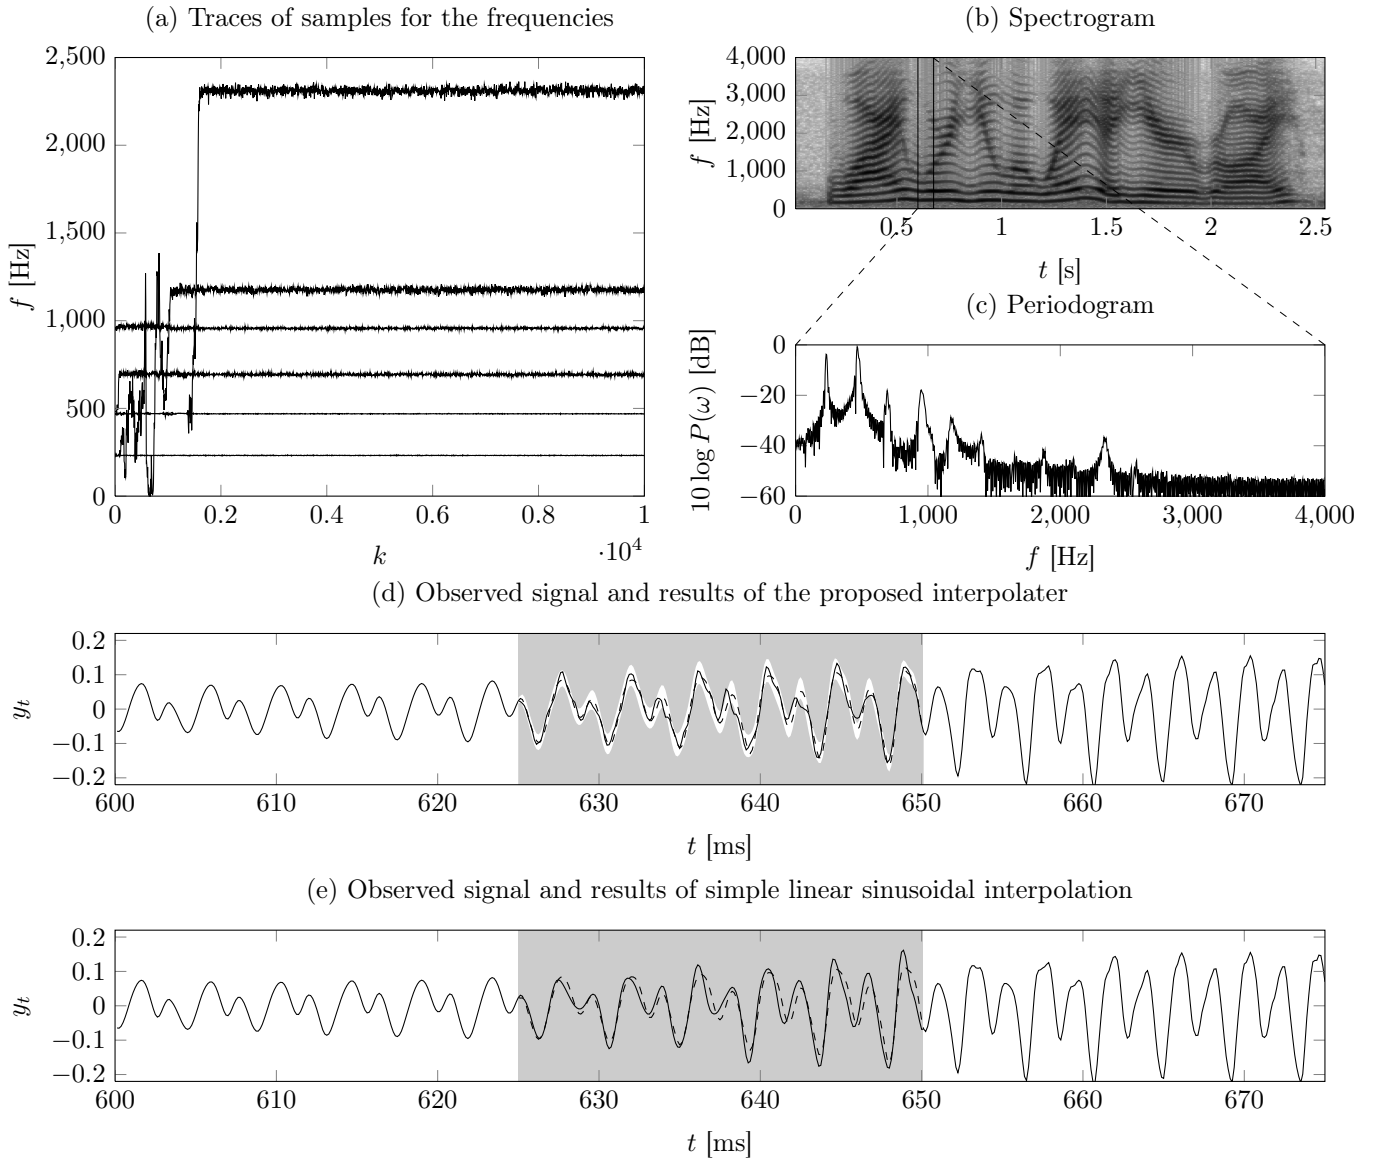 (a) Traces of samples for the frequencies
2,500
2,000
1,500
1,000
500
0
f [Hz]
0 0.2 0.4 0.6 0.8 1
k
·10⁴
(b) Spectrogram
4,000
3,000
2,000
1,000
0
f [Hz]
0.5 1 1.5 2 2.5
t [s]
(c) Periodogram
0
−20
−40
−60
10 log P(ω) [dB]
0 1,000 2,000 3,000 4,000
f [Hz]
(d) Observed signal and results of the proposed interpolater
0.2
0.1
0
−0.1
−0.2
yₜ
600 610 620 630 640 650 660 670
t [ms]
(e) Observed signal and results of simple linear sinusoidal interpolation
0.2
0.1
0
−0.1
−0.2
yₜ
600 610 620 630 640 650 660 670
t [ms]